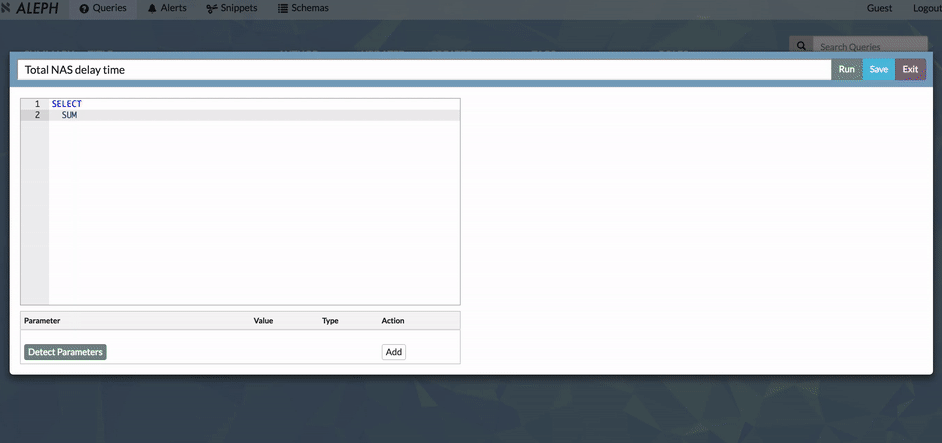 ALEPH Queries Alerts Snippets Schemas Guest Logout
Search Queries
Total NAS delay time Run Save Exit
1 SELECT
2 SUM
Parameter Value Type Action
Detect Parameters Add